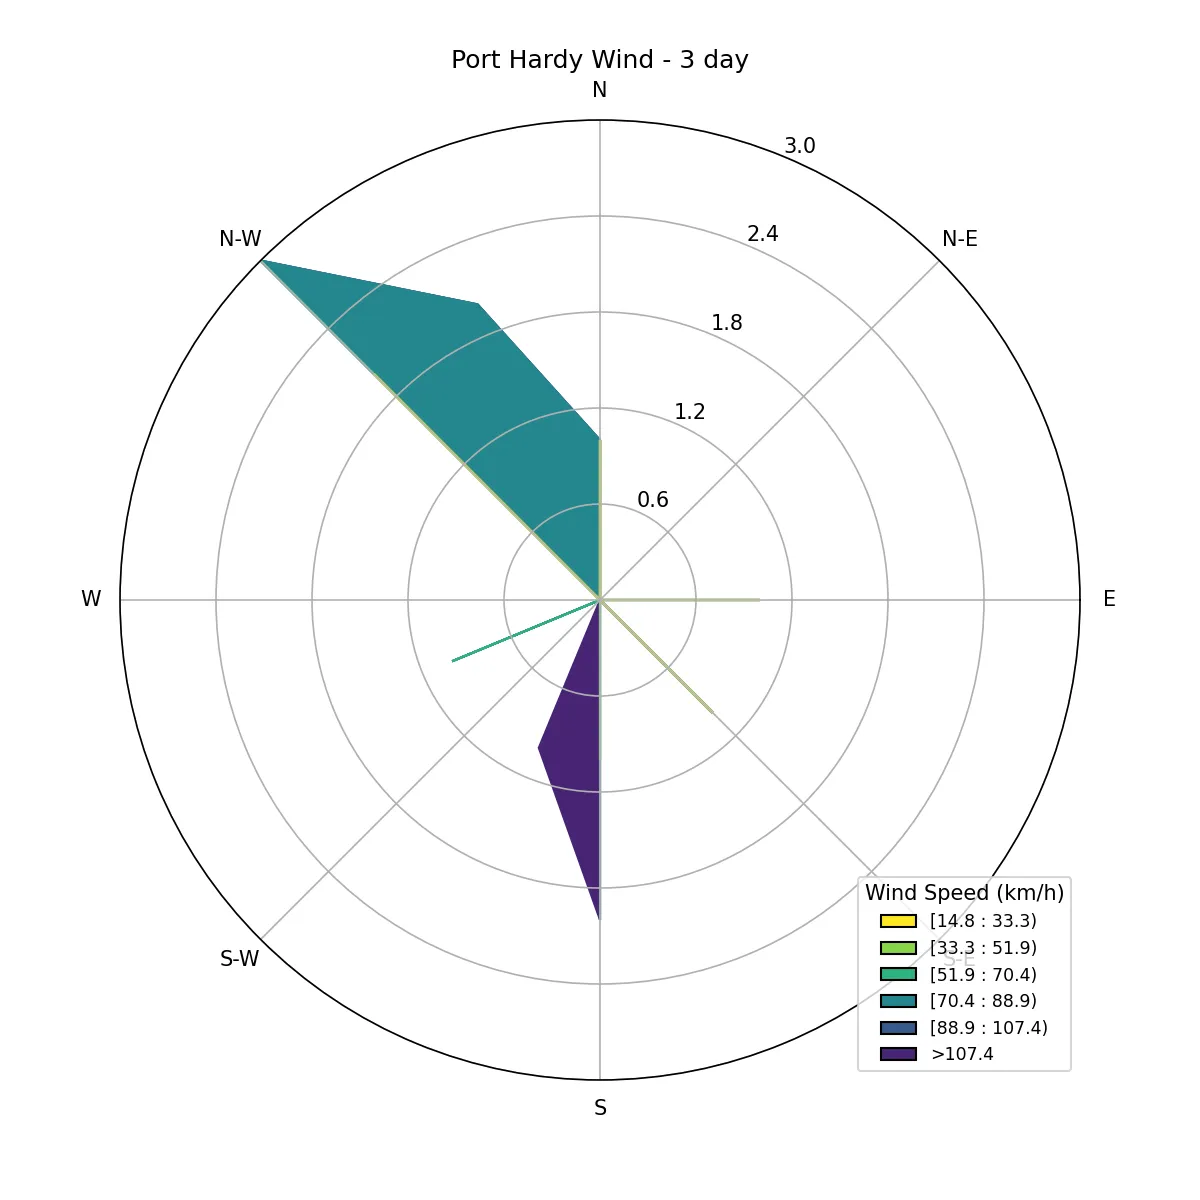 Port Hardy Wind - 3 day
N
3.0
2.4
N-W
N-E
1.8
1.2
0.6
W
E
S-W
S-E
S
Wind Speed (km/h)
[14.8 : 33.3)
[33.3 : 51.9)
[51.9 : 70.4)
[70.4 : 88.9)
[88.9 : 107.4)
>107.4